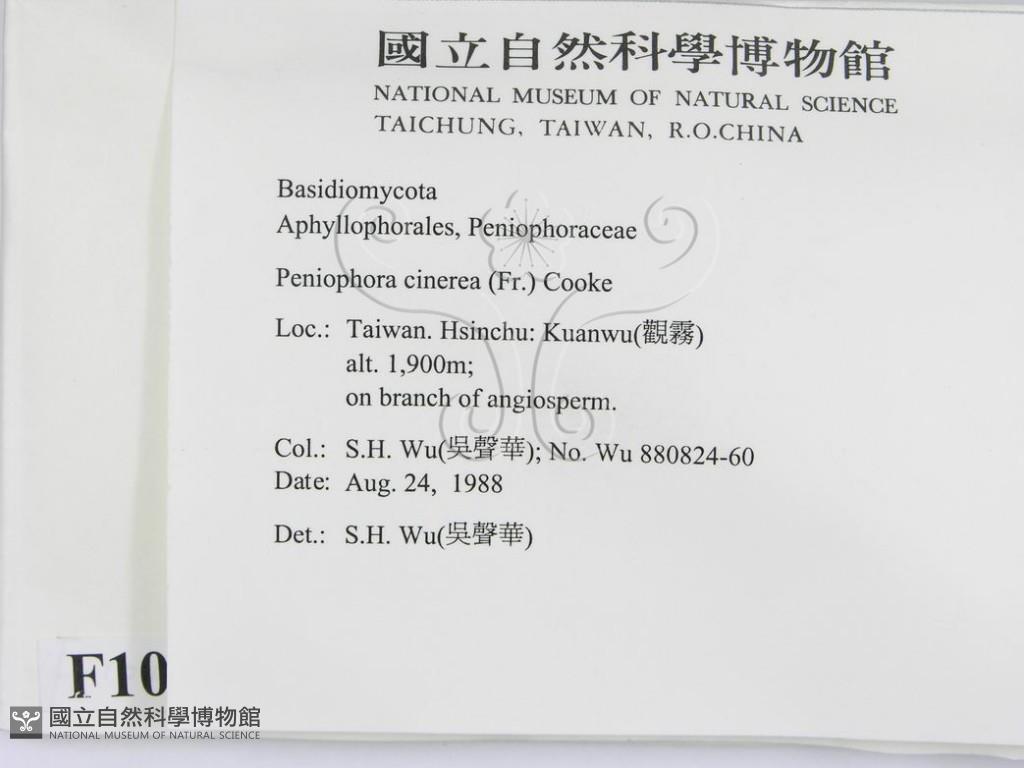 國立自然科學博物館
NATIONAL MUSEUM OF NATURAL SCIENCE
TAICHUNG, TAIWAN, R.O.CHINA
Basidiomycota
Aphyllophorales, Peniophoraceae
Peniophora cinerea (Fr.) Cooke
Loc.: Taiwan. Hsinchu: Kuanwu(觀霧)
alt. 1,900m;
on branch of angiosperm.
Col.: S.H. Wu(吳聲華); No. Wu 880824-60
Date: Aug. 24, 1988
Det.: S.H. Wu(吳聲華)
F10
國立自然科學博物館
NATIONAL MUSEUM OF NATURAL SCIENCE